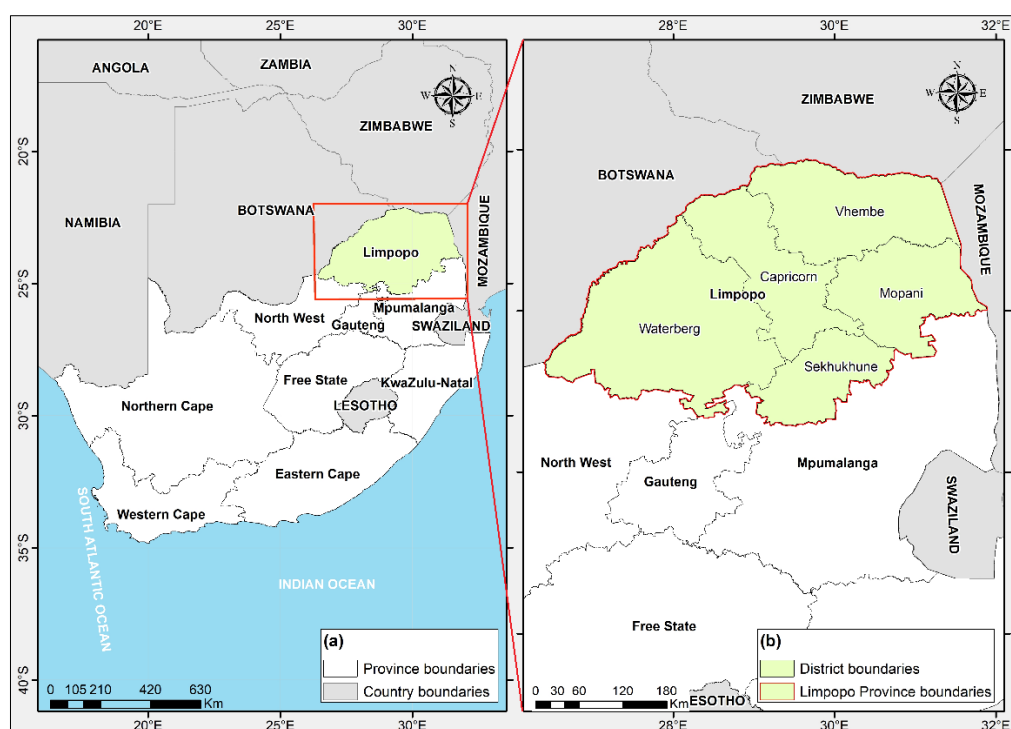 20°E
25°E
30°E
28°E
30°E
32°E
ANGOLA
ZAMBIA
N
W
E
S
ZIMBABWE
20°S
BOTSWANA
NAMIBIA
MOZAMBIQUE
Limpopo
25°S
North West
Mpumalanga
Gauteng
SWAZILAND
Free State
KwaZulu-Natal
LESOTHO
Northern Cape
30°S
Eastern Cape
Western Cape
SOUTH ATLANTIC OCEAN
35°S
INDIAN OCEAN
(a)
Province boundaries
Country boundaries
40°S
0 105 210 420 630
Km
20°E
25°E
30°E
N
W
E
S
ZIMBABWE
BOTSWANA
MOZAMBIQUE
Vhembe
Capricorn
Limpopo
Mopani
Waterberg
Sekhukhune
North West
Mpumalanga
Gauteng
SWAZILAND
Free State
(b)
District boundaries
Limpopo Province boundaries
0 30 60 120 180
Km
ESOTHO
28°E
30°E
32°E